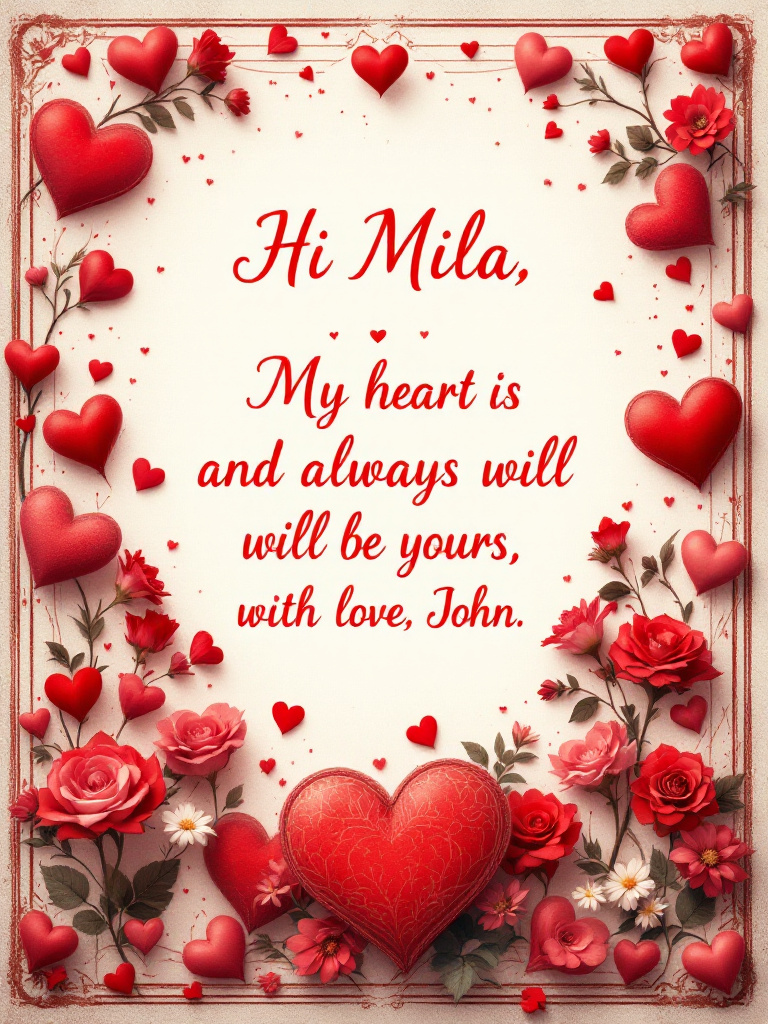 Hi Mila,
My heart is
and always will
will be yours,
with love, John.